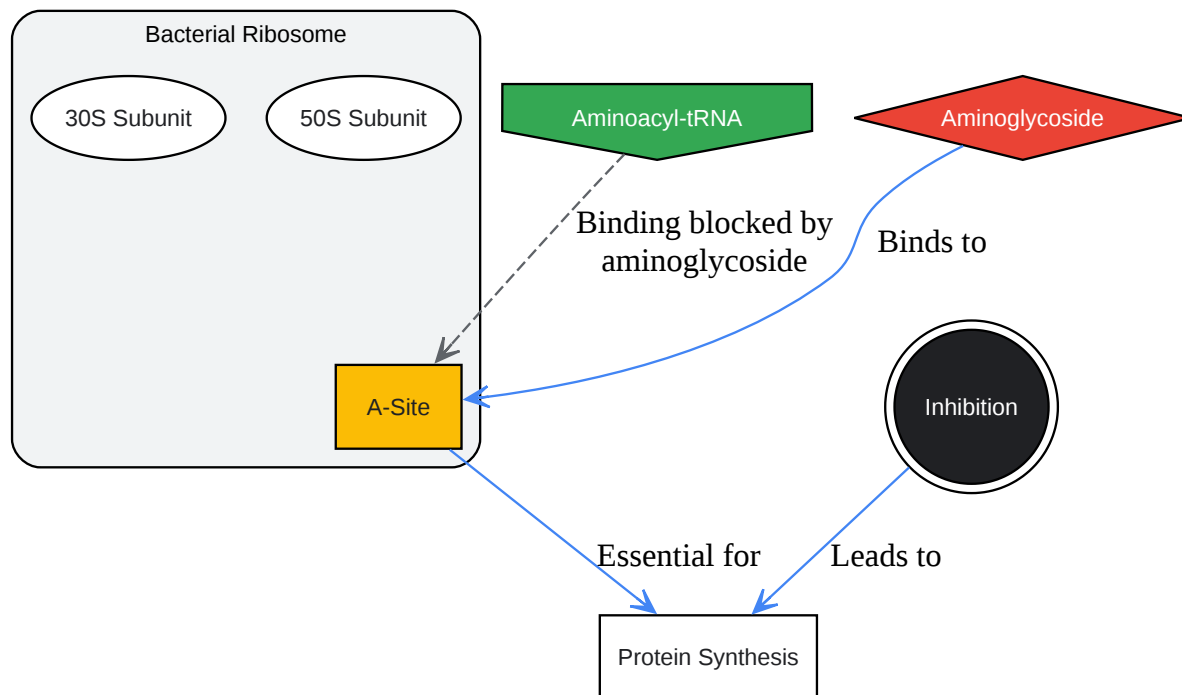 Bacterial Ribosome
30S Subunit
50S Subunit
Aminoacyl-tRNA
Aminoglycoside
Binding blocked by
aminoglycoside
Binds to
A-Site
Inhibition
Essential for
Leads to
Protein Synthesis